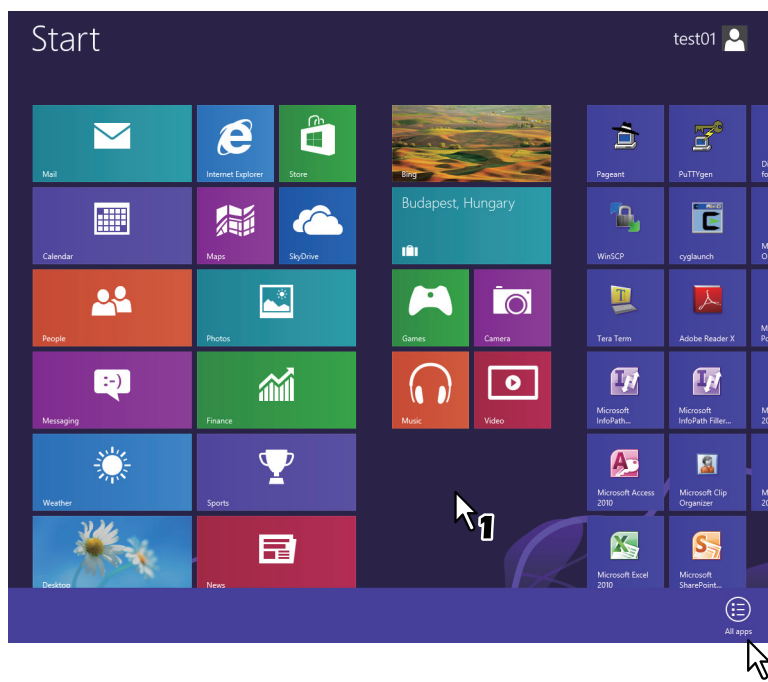 Start
test01
Mail
Internet Explorer
Store
Bing
Pageant
PuTTYgen
Budapest, Hungary
Calendar
Maps
SkyDrive
WinSCP
cyglaunch
People
Photos
Games
Camera
Tera Term
Adobe Reader X
Messaging
Finance
Music
Video
Microsoft
InfoPath...
Microsoft
InfoPath Filler...
Weather
Sports
Microsoft Access
2010
Microsoft Clip
Organizer
1
Desktop
News
Microsoft Excel
2010
Microsoft
SharePoint...
All apps